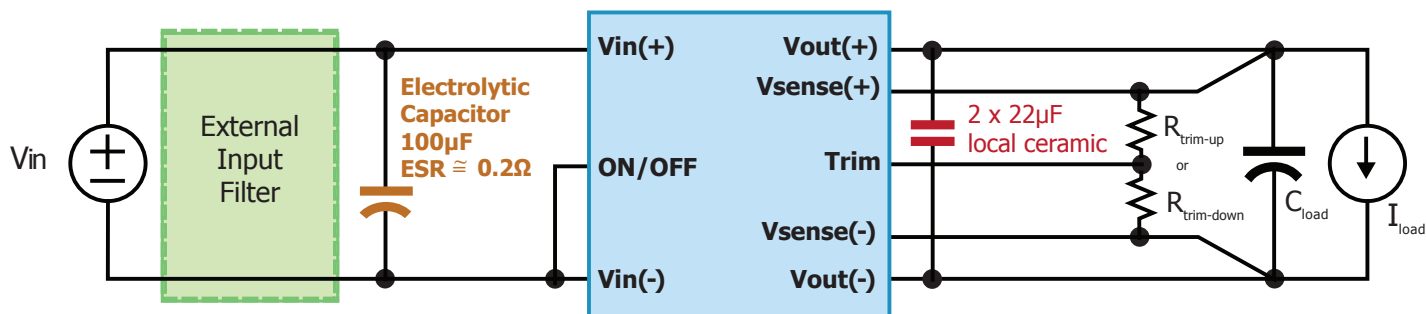 Vin
External
Input
Filter
Electrolytic
Capacitor
100µF
ESR ≅ 0.2Ω
Vin(+)
ON/OFF
Vin(-)
Vout(+)
Vsense(+)
Trim
Vsense(-)
Vout(-)
2 x 22µF
local ceramic
Rtrim-up
or
Rtrim-down
Cload
Iload